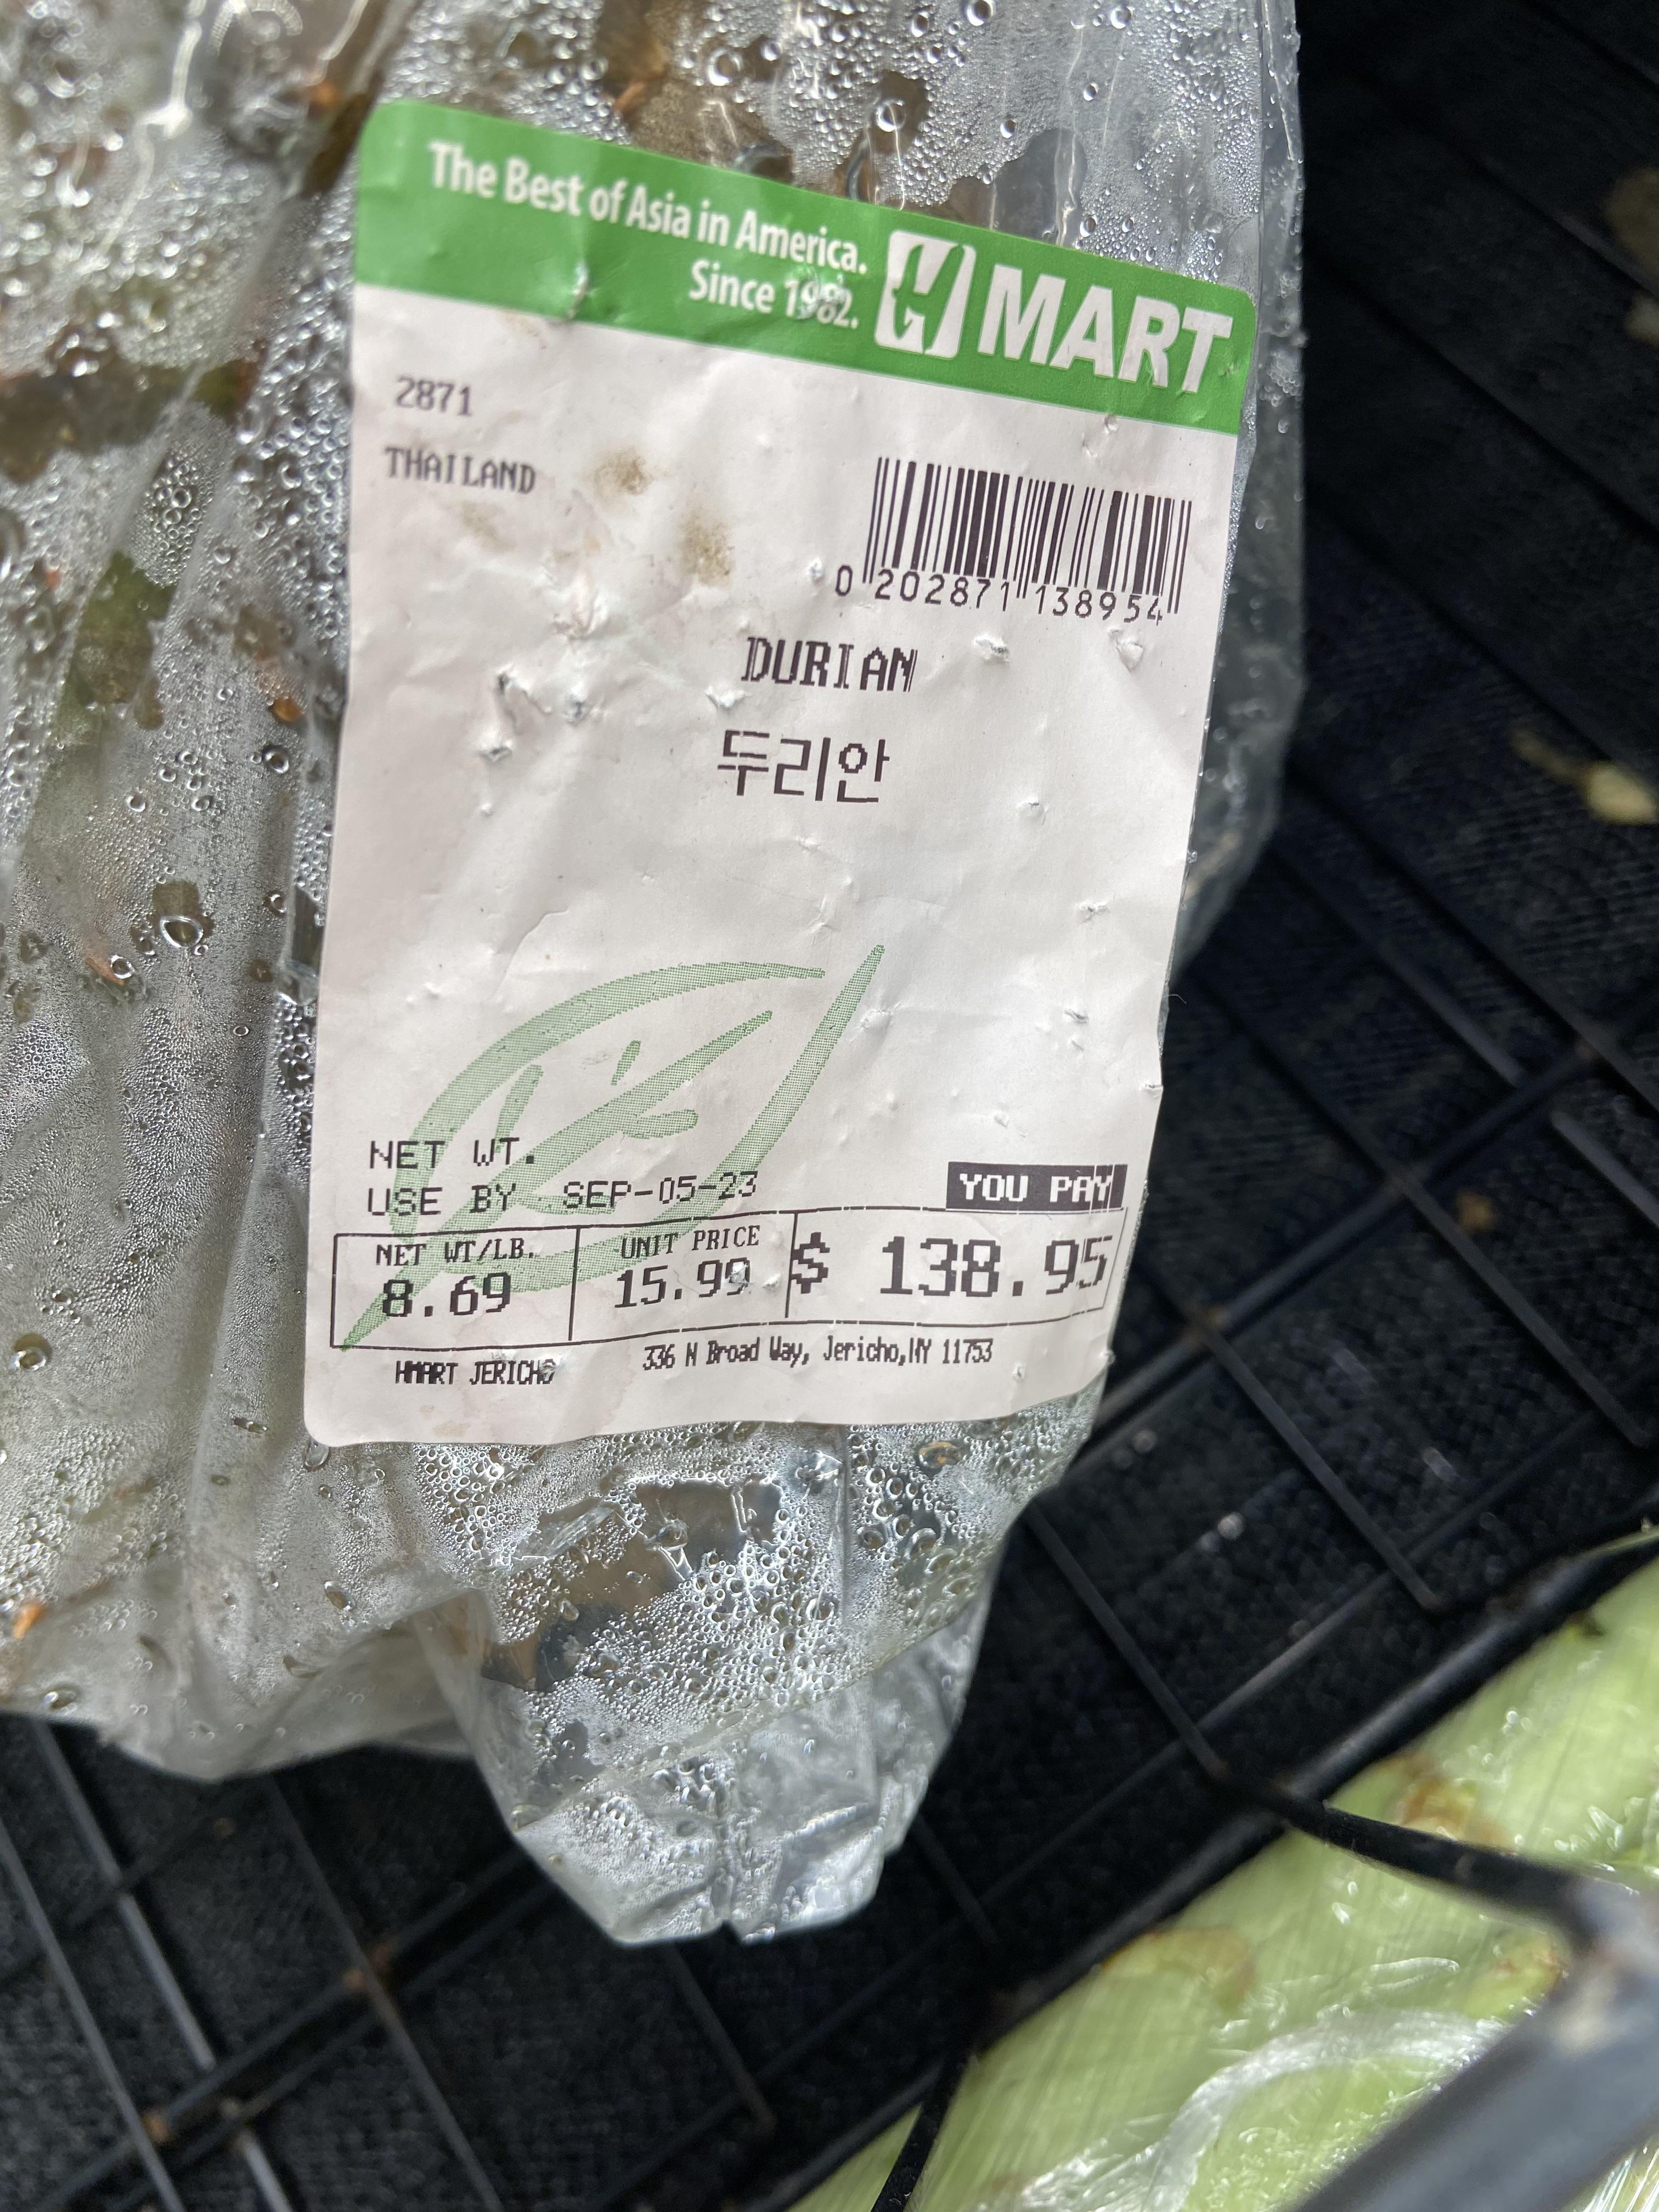 The Best of Asia in America.
Since 1982.
H MART
2871
THAILAND
0 202871 138954
DURIAN
두리안
NET WT.
USE BY SEP-05-23
YOU PAY
NET WT/LB.
8.69
UNIT PRICE
15.99
$ 138.95
HMART JERICHO
336 N Broad Way, Jericho,NY 11753